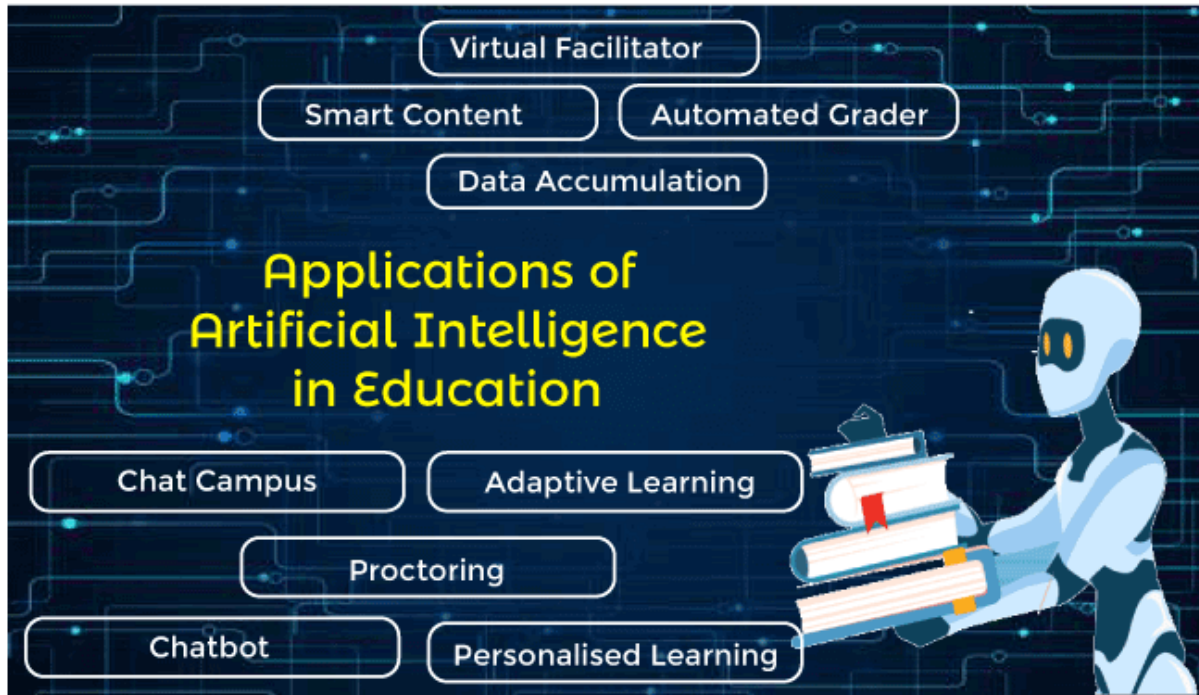 Virtual Facilitator
Smart Content
Automated Grader
Data Accumulation
Applications of
Artificial Intelligence
in Education
Chat Campus
Adaptive Learning
Proctoring
Chatbot
Personalised Learning